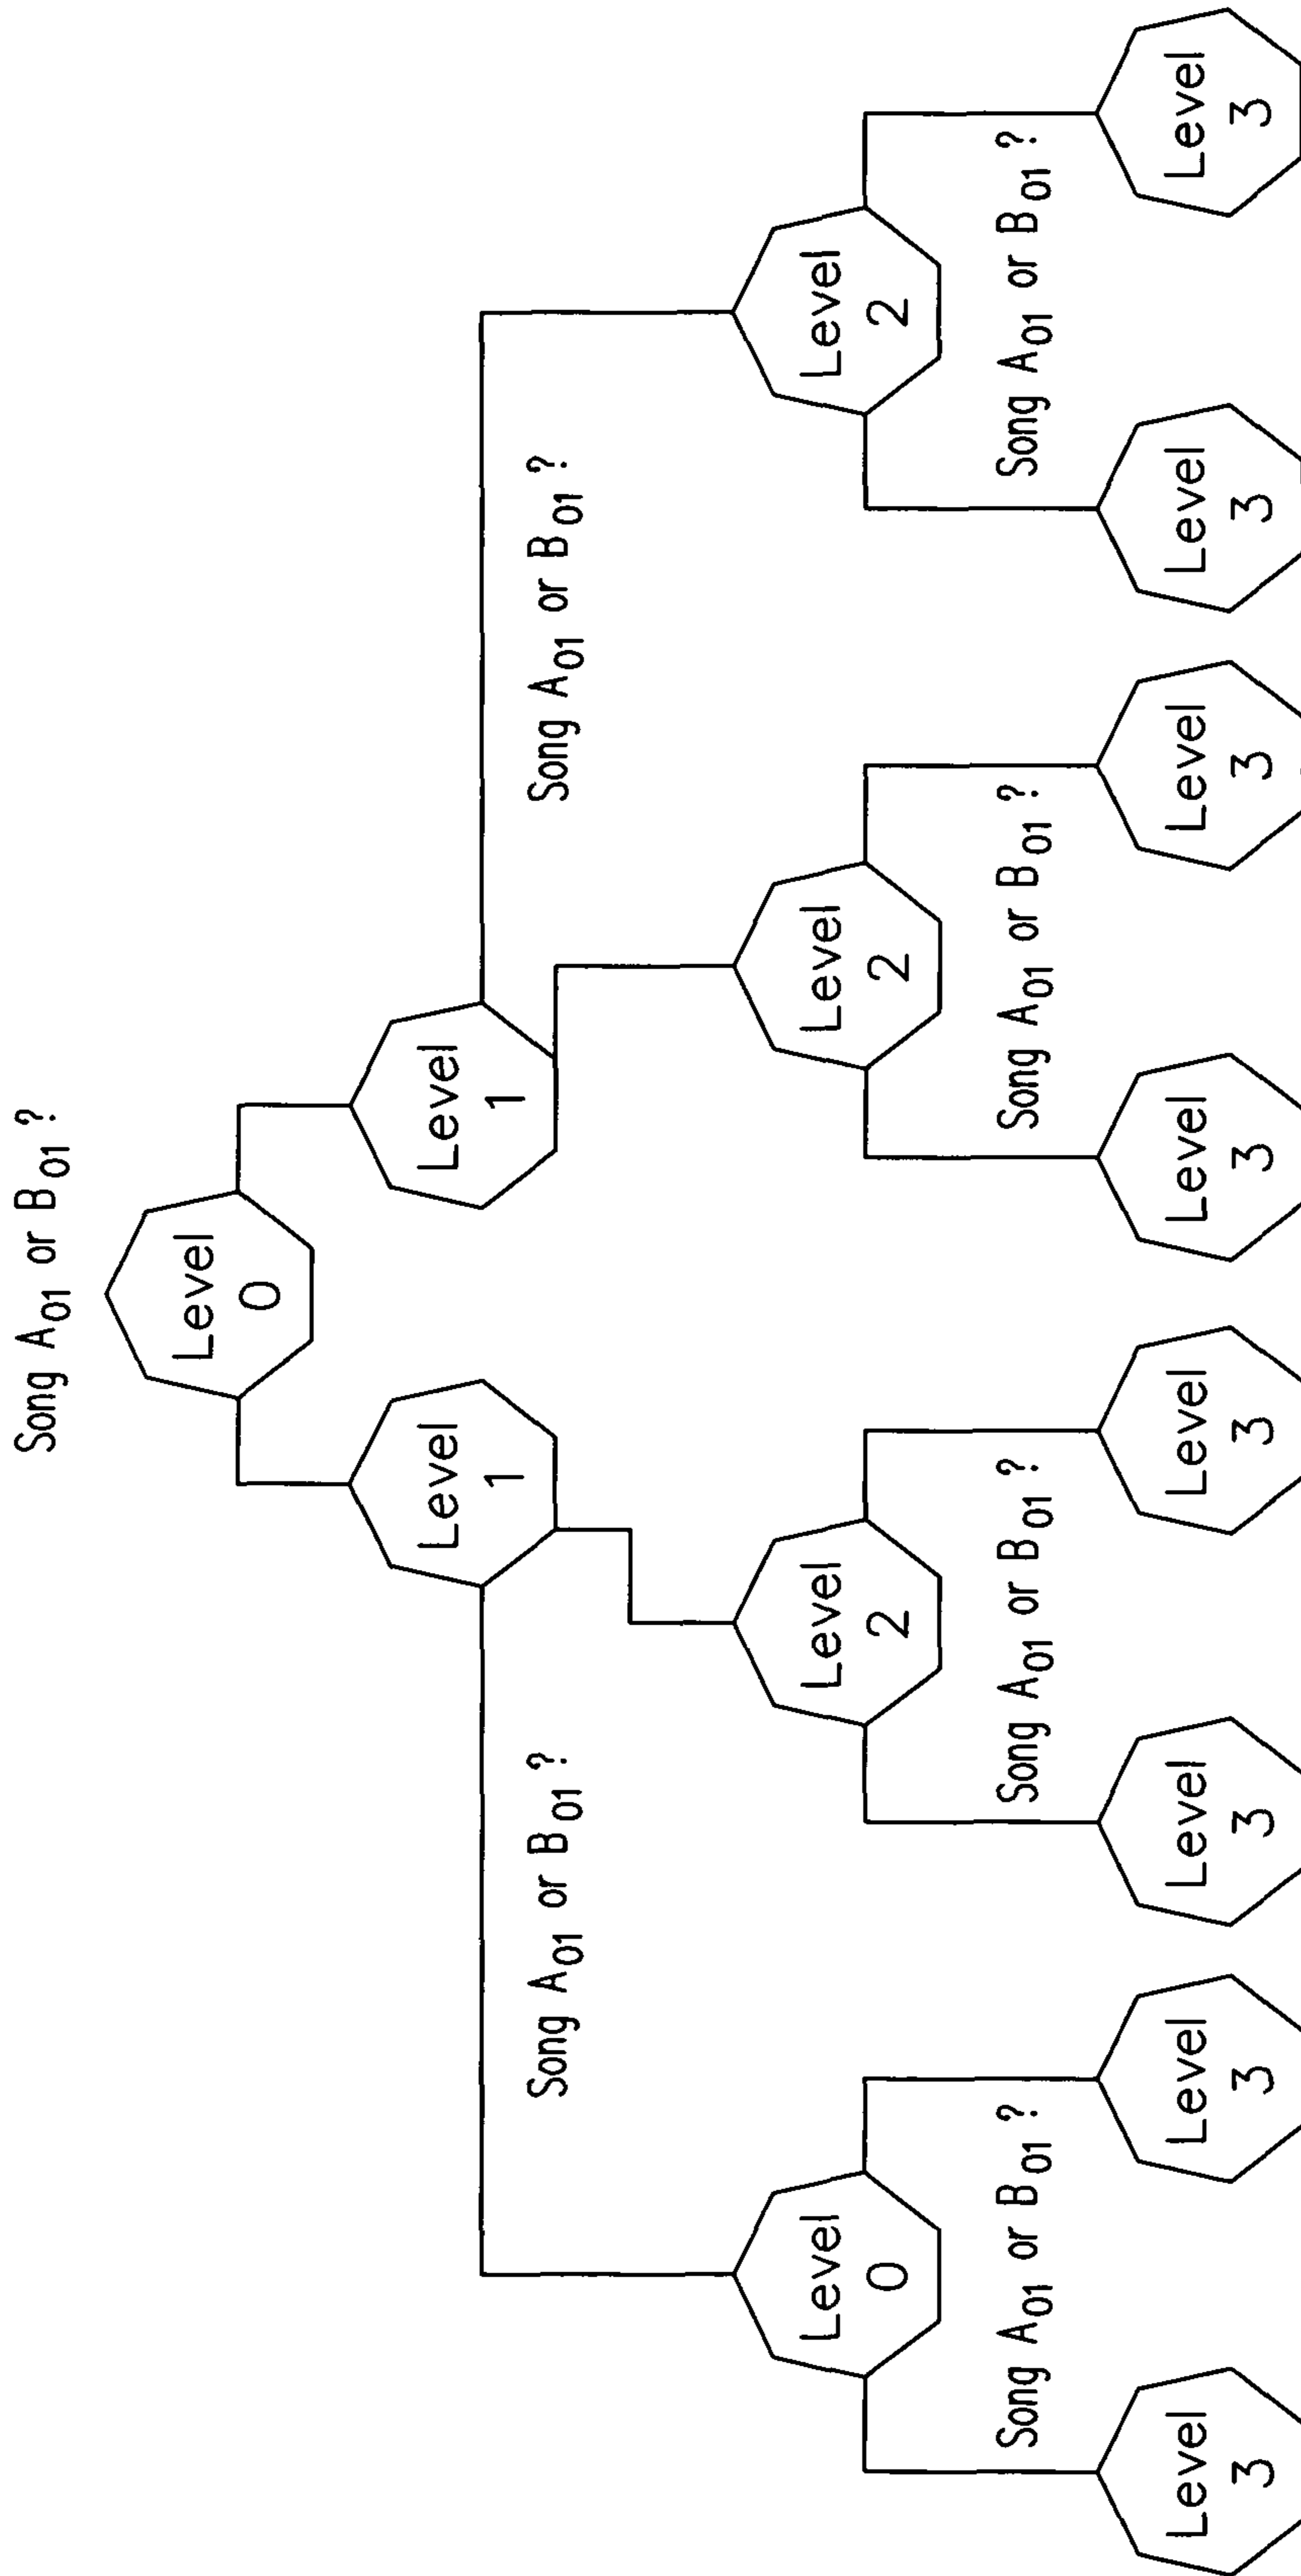 Song A₀₁ or B₀₁ ?
Level
0
Level
1
Level
1
Song A₀₁ or B₀₁ ?
Song A₀₁ or B₀₁ ?
Level
0
Level
2
Level
2
Level
2
Song A₀₁ or B₀₁ ?
Song A₀₁ or B₀₁ ?
Song A₀₁ or B₀₁ ?
Song A₀₁ or B₀₁ ?
Level
3
Level
3
Level
3
Level
3
Level
3
Level
3
Level
3
Level
3